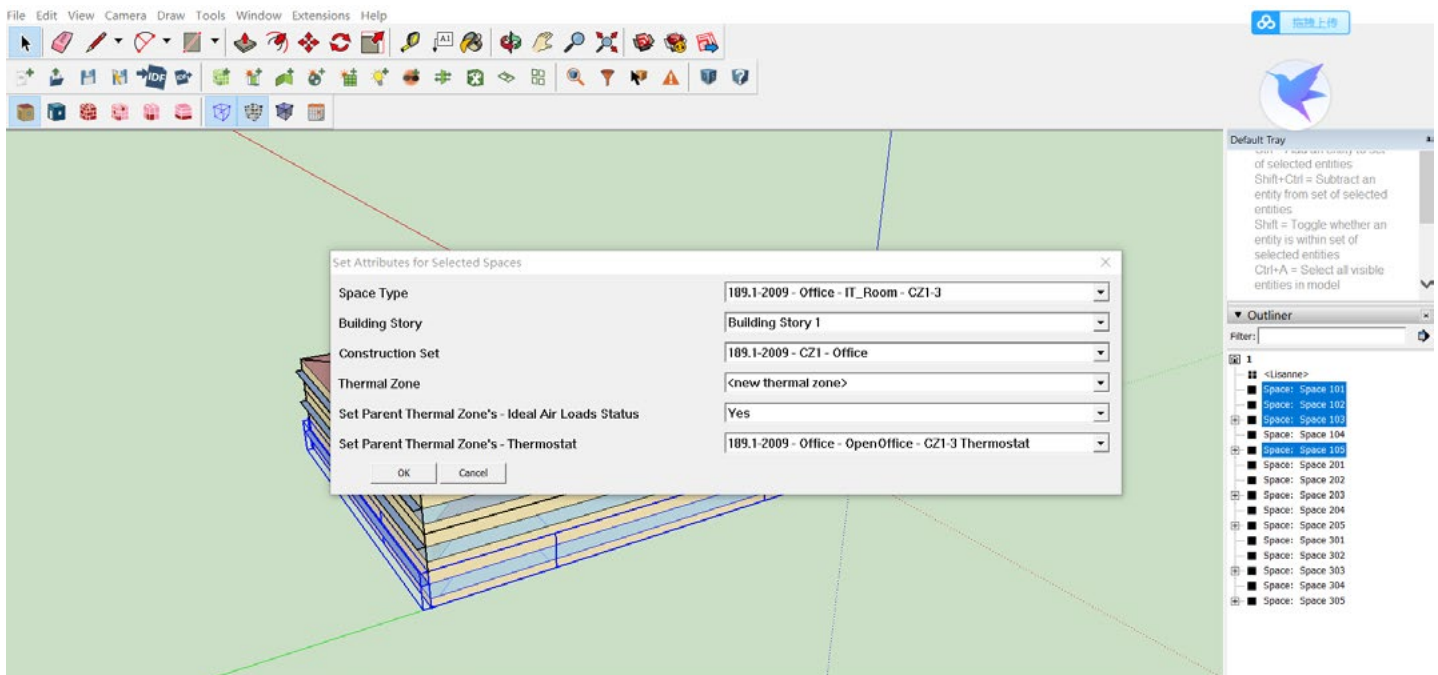 File Edit View Camera Draw Tools Window Extensions Help
拖拽上传
A1
IDF
Default Tray
of selected entities
Shift+Ctrl = Subtract an
entity from set of selected
entities
Shift = Toggle whether an
entity is within set of
selected entities
Ctrl+A = Select all visible
entities in model
Set Attributes for Selected Spaces
Space Type 189.1-2009 - Office - IT_Room - CZ1-3
Building Story Building Story 1
Construction Set 189.1-2009 - CZ1 - Office
Thermal Zone <new thermal zone>
Set Parent Thermal Zone's - Ideal Air Loads Status Yes
Set Parent Thermal Zone's - Thermostat 189.1-2009 - Office - OpenOffice - CZ1-3 Thermostat
OK Cancel
Outliner
Filter:
1
<Lisanne>
Space: Space 101
Space: Space 102
Space: Space 103
Space: Space 104
Space: Space 105
Space: Space 201
Space: Space 202
Space: Space 203
Space: Space 204
Space: Space 205
Space: Space 301
Space: Space 302
Space: Space 303
Space: Space 304
Space: Space 305